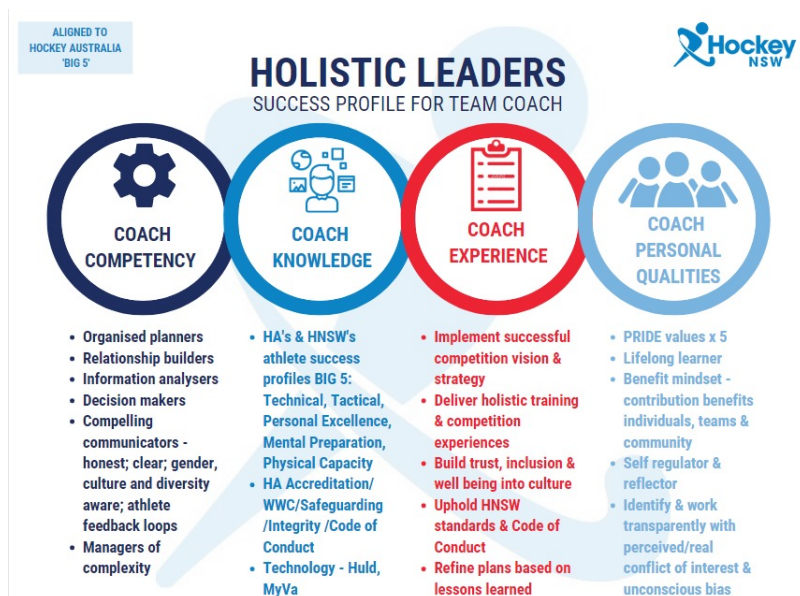 ALIGNED TO
HOCKEY AUSTRALIA
'BIG 5'
Hockey
NSW
HOLISTIC LEADERS
SUCCESS PROFILE FOR TEAM COACH
COACH
COMPETENCY
• Organised planners
• Relationship builders
• Information analysers
• Decision makers
• Compelling
communicators -
honest; clear; gender,
culture and diversity
aware; athlete
feedback loops
• Managers of
complexity
COACH
KNOWLEDGE
• HA's & HNSW's
athlete success
profiles BIG 5:
Technical, Tactical,
Personal Excellence,
Mental Preparation,
Physical Capacity
• HA Accreditation/
WWC/Safeguarding
/Integrity /Code of
Conduct
• Technology - Huld,
MyVa
COACH
EXPERIENCE
• Implement successful
competition vision &
strategy
• Deliver holistic training
& competition
experiences
• Build trust, inclusion &
well being into culture
• Uphold HNSW
standards & Code of
Conduct
• Refine plans based on
lessons learned
COACH
PERSONAL
QUALITIES
• PRIDE values x 5
• Lifelong learner
• Benefit mindset -
contribution benefits
individuals, teams &
community
• Self regulator &
reflector
• Identify & work
transparently with
perceived/real
conflict of interest &
unconscious bias